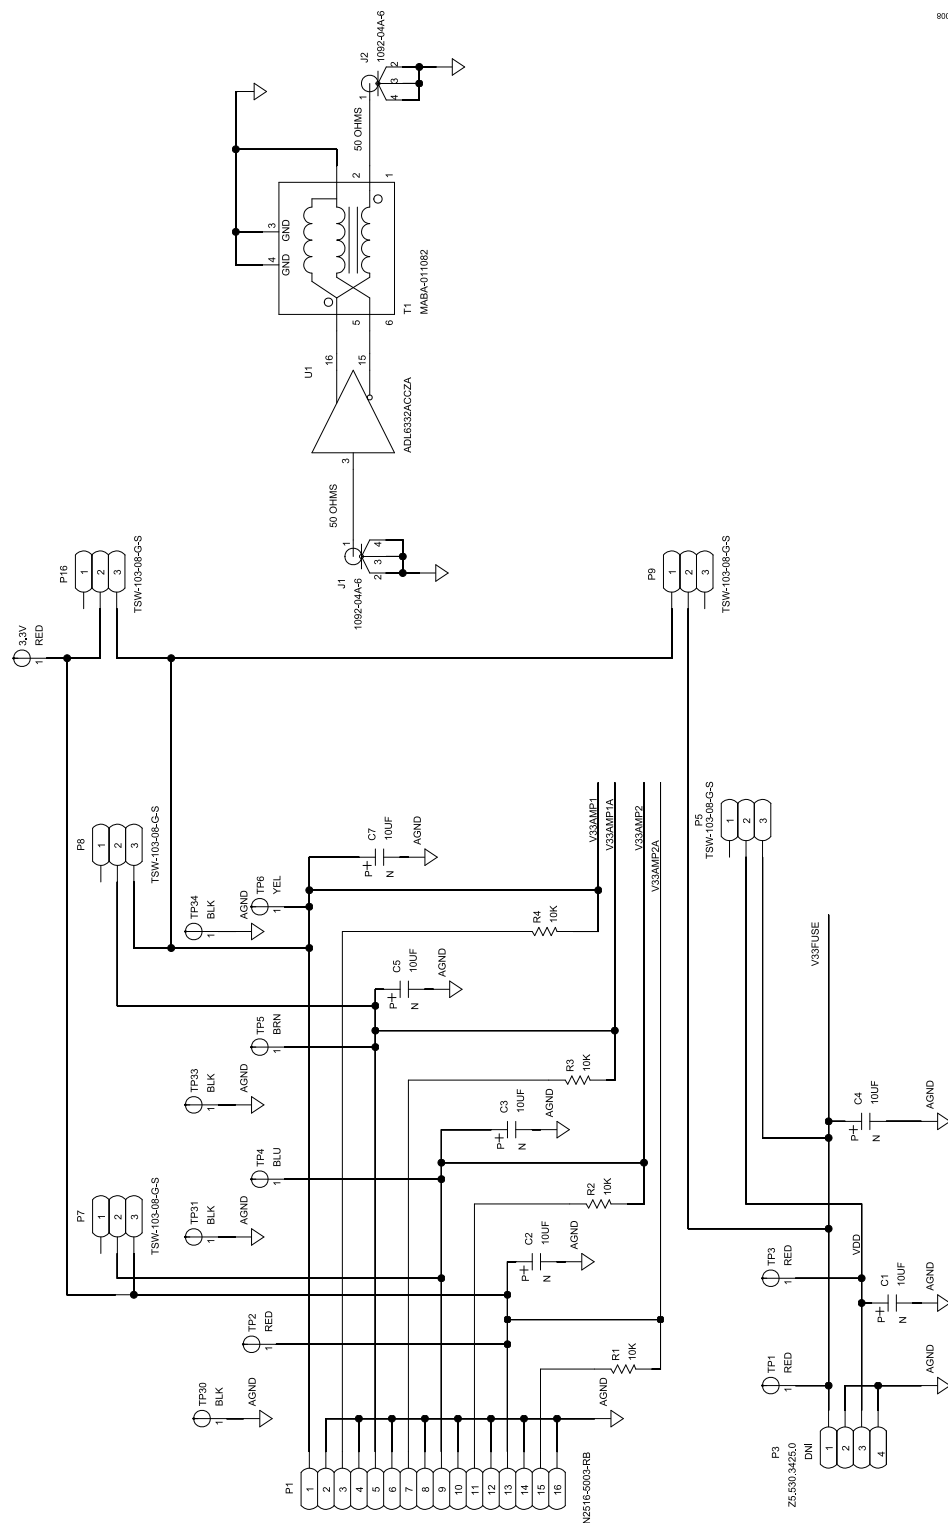 800
J2
1092-04A-6
2
3
4
1
50 OHMS
2
1
3
GND
4
GND
T1
MABA-011082
5
6
16
15
U1
ADL6332ACCZA
3
50 OHMS
J1
1092-04A-6
1
4
3
2
P16
1
2
3
TSW-103-08-G-S
3.3V
RED
1
P9
1
2
3
TSW-103-08-G-S
P8
1
2
3
TSW-103-08-G-S
C7
10UF
P
N
AGND
TP6
YEL
1
TP34
BLK
1
AGND
V33AMP1
V33AMP1A
V33AMP2
V33AMP2A
P5
TSW-103-08-G-S
1
2
3
R4
10K
C5
10UF
P
N
AGND
TP5
BRN
1
V33FUSE
TP33
BLK
1
AGND
R3
10K
C3
10UF
P
N
AGND
C4
10UF
P
N
AGND
TP4
BLU
1
P7
1
2
3
TSW-103-08-G-S
TP31
BLK
1
AGND
R2
10K
C2
10UF
P
N
AGND
VDD
TP3
RED
1
C1
10UF
P
N
AGND
TP2
RED
1
R1
10K
TP30
BLK
1
AGND
AGND
TP1
RED
1
AGND
P1
1
2
3
4
5
6
7
8
9
10
11
12
13
14
15
16
N2516-5003-RB
P3
Z5.530.3425.0
DNI
1
2
3
4